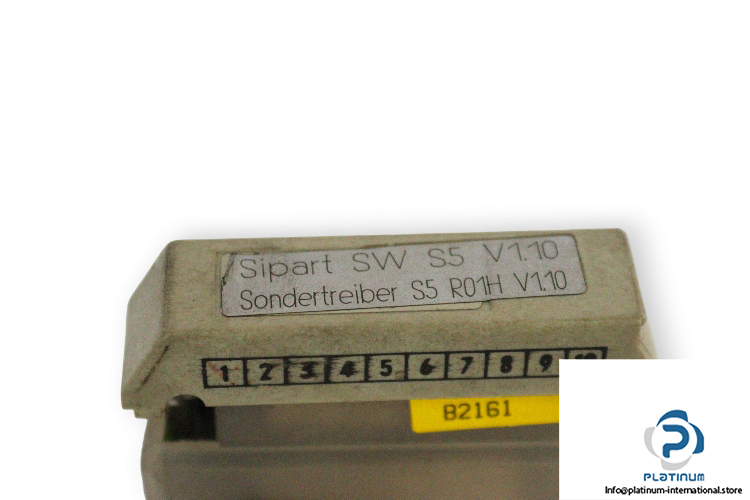 Sipart SW S5 V1.10
Sondertreiber S5 R01H V1.10
1 2 3 4 5 6 7 8 9 10
B2161
PLATINUM
Info@platinum-international.store